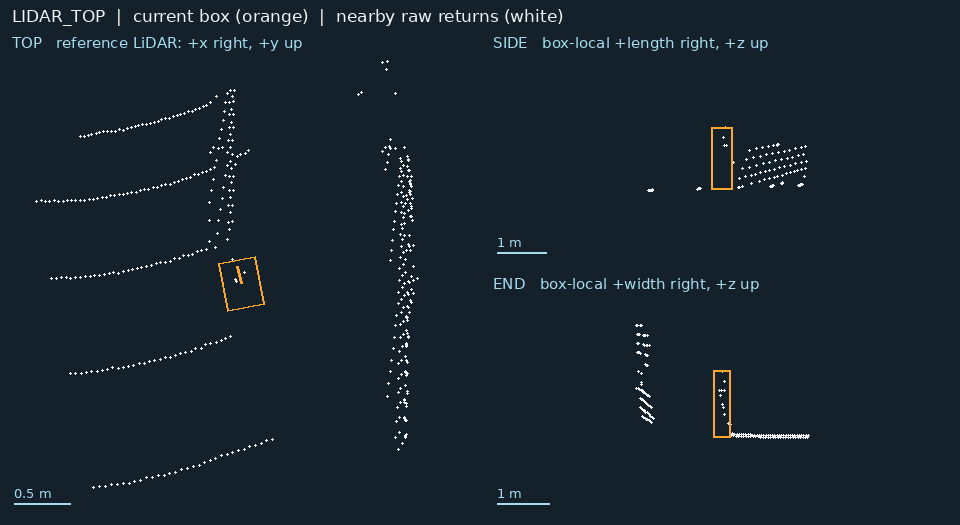 LIDAR_TOP  |  current box (orange)  |  nearby raw returns (white)
TOP   reference LiDAR: +x right, +y up
SIDE   box-local +length right, +z up
1 m
END   box-local +width right, +z up
0.5 m
1 m